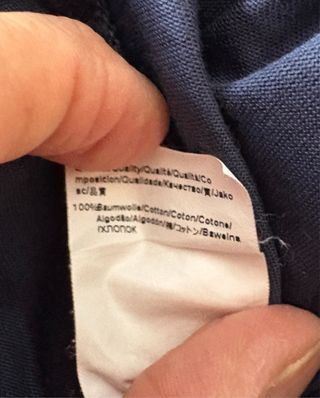 Quality/Qualité/Qualità/Co
mposición/Qualidade/Качество/質/Jako
sc/品質
100%Baumwolle/Cotton/Coton/Cotone/
Algodão/Algodón/棉/コットン/Bawełna
/хлопок